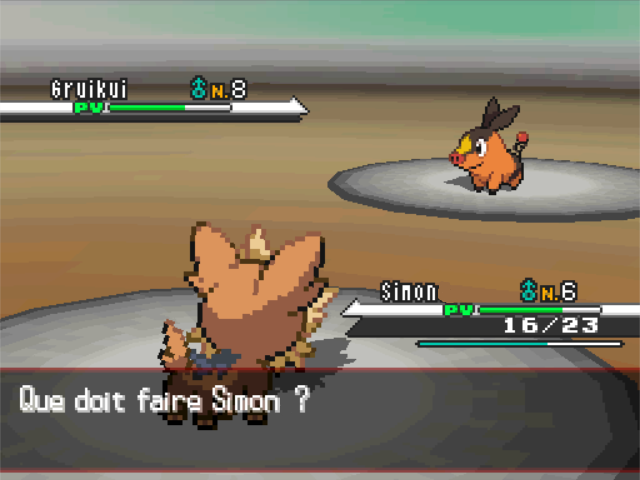 Gruikui ♂ N.8
PV
Simon ♂ N.6
PV
16/23
Que doit faire Simon ?